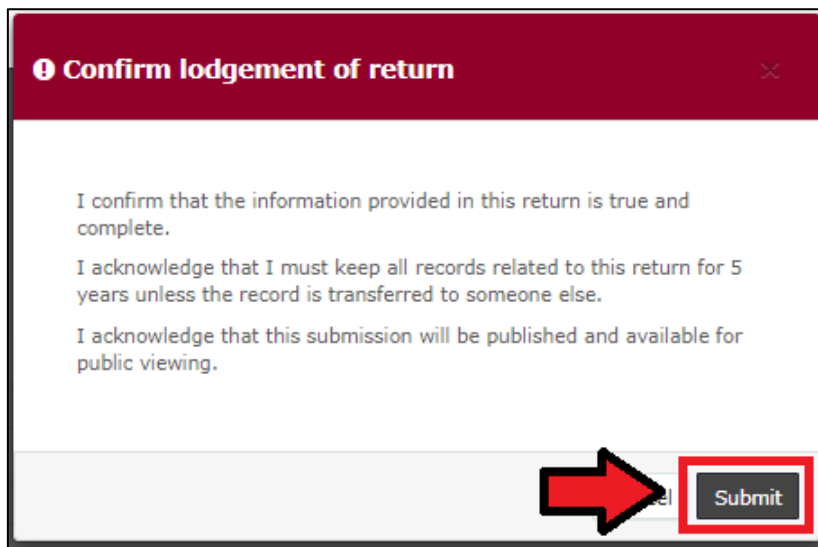 Confirm lodgement of return
I confirm that the information provided in this return is true and
complete.
I acknowledge that I must keep all records related to this return for 5
years unless the record is transferred to someone else.
I acknowledge that this submission will be published and available for
public viewing.
Submit